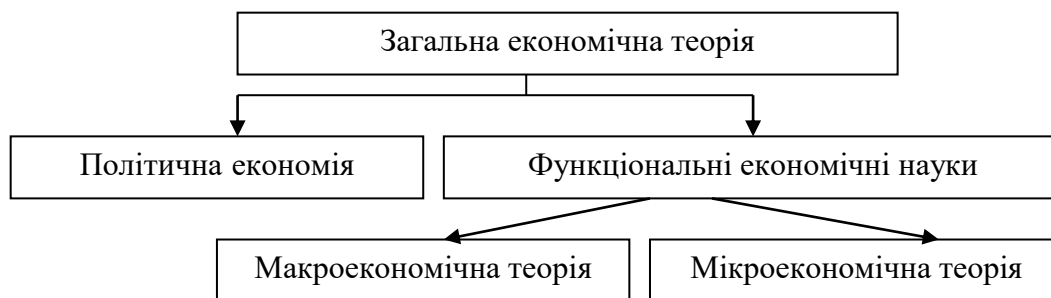 Загальна економічна теорія
Політична економія
Функціональні економічні науки
Макроекономічна теорія
Мікроекономічна теорія